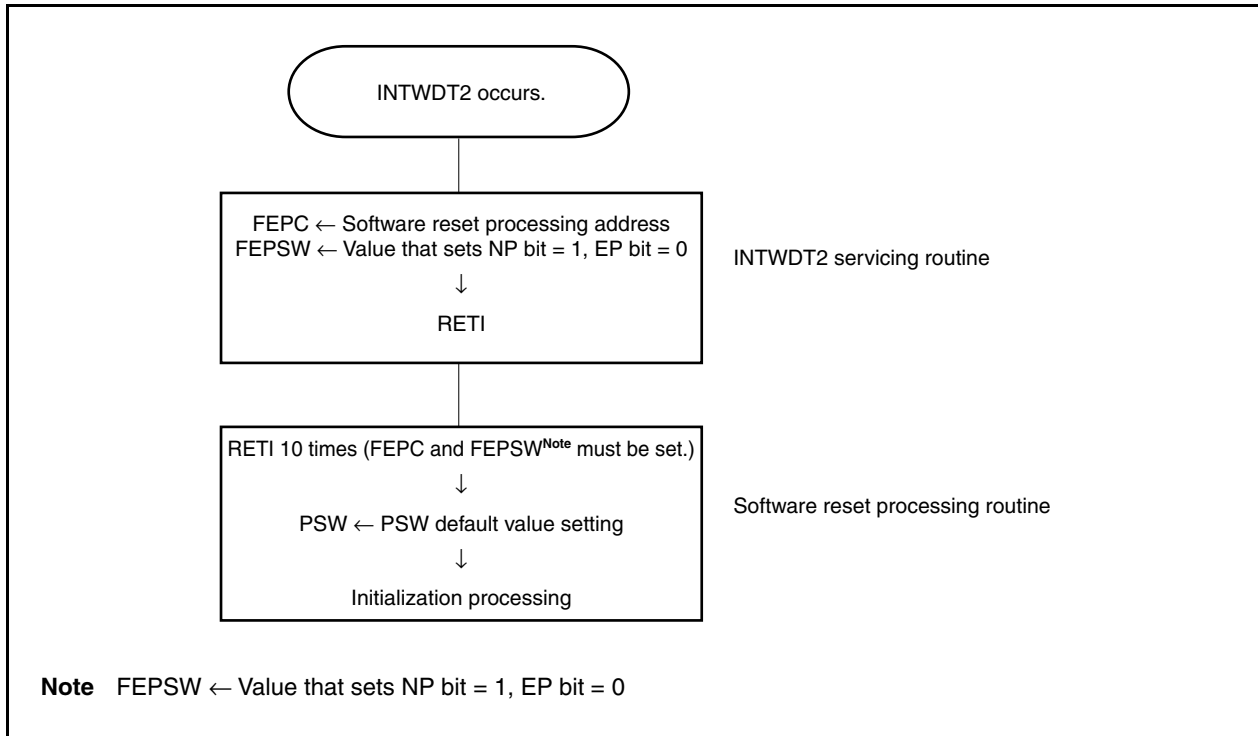 INTWDT2 occurs.
FEPC ← Software reset processing address
FEPSW ← Value that sets NP bit = 1, EP bit = 0
↓
RETI
INTWDT2 servicing routine
RETI 10 times (FEPC and FEPSWNote must be set.)
↓
PSW ← PSW default value setting
↓
Initialization processing
Software reset processing routine
Note FEPSW ← Value that sets NP bit = 1, EP bit = 0